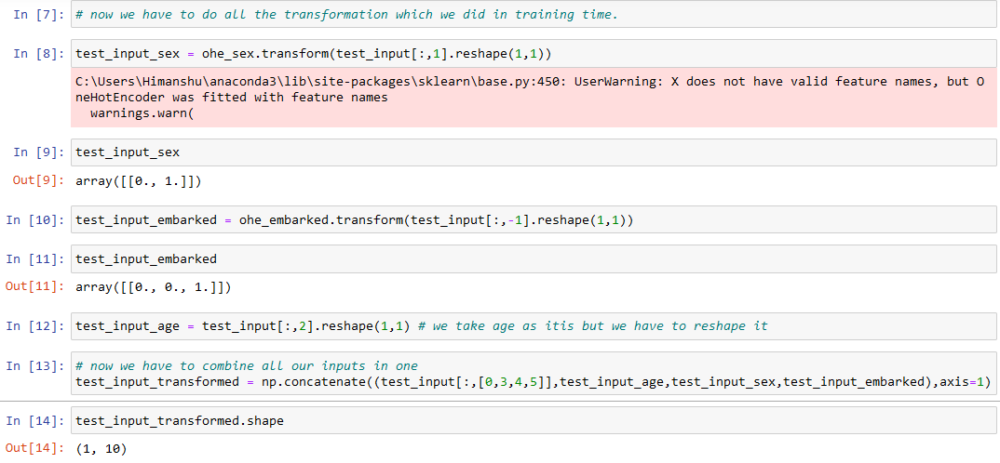 In [7]: # now we have to do all the transformation which we did in training time.
In [8]: test_input_sex = ohe_sex.transform(test_input[:,1].reshape(1,1))
C:\Users\Himanshu\anaconda3\lib\site-packages\sklearn\base.py:450: UserWarning: X does not have valid feature names, but O
neHotEncoder was fitted with feature names
  warnings.warn(
In [9]: test_input_sex
Out[9]: array([[0., 1.]])
In [10]: test_input_embarked = ohe_embarked.transform(test_input[:,-1].reshape(1,1))
In [11]: test_input_embarked
Out[11]: array([[0., 0., 1.]])
In [12]: test_input_age = test_input[:,2].reshape(1,1) # we take age as itis but we have to reshape it
In [13]: # now we have to combine all our inputs in one
test_input_transformed = np.concatenate((test_input[:,[0,3,4,5]],test_input_age,test_input_sex,test_input_embarked),axis=1)
In [14]: test_input_transformed.shape
Out[14]: (1, 10)